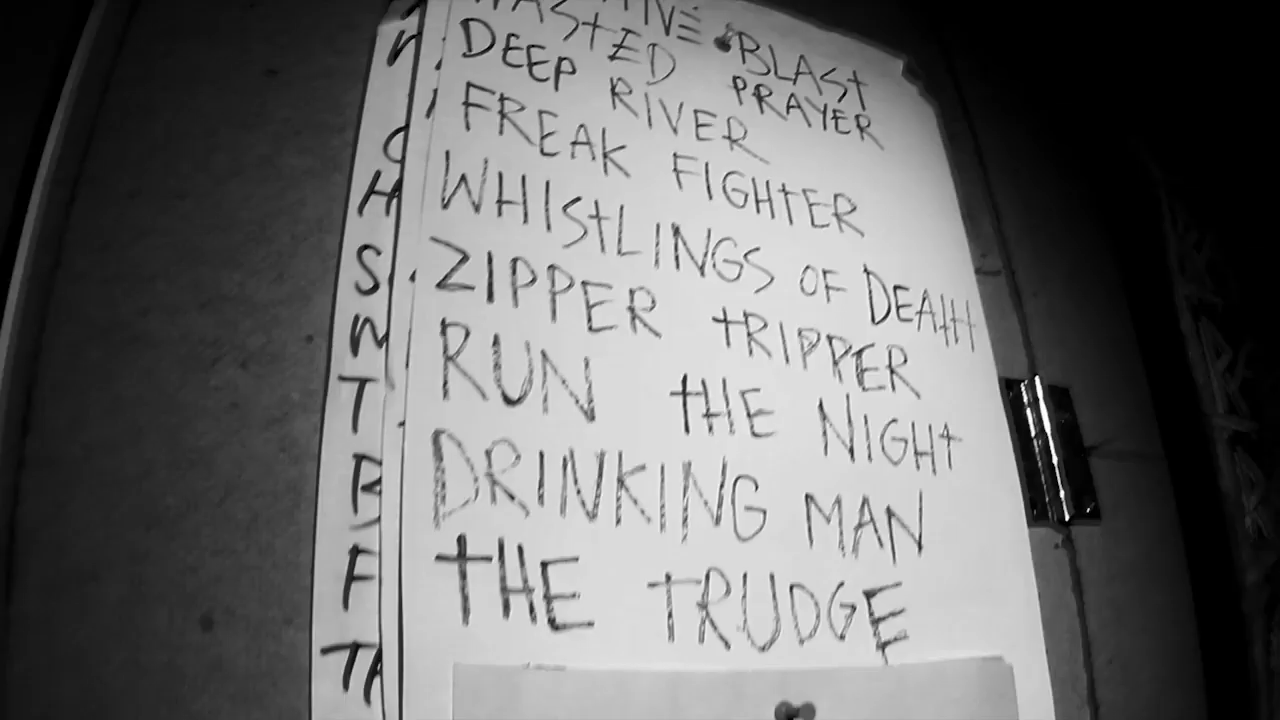 BLAST
WASTED PRAYER
DEEP RIVER
FREAK FIGHTER
WHISTLINGS OF DEATH
ZIPPER TRIPPER
RUN THE NIGHT
DRINKING MAN
THE TRUDGE